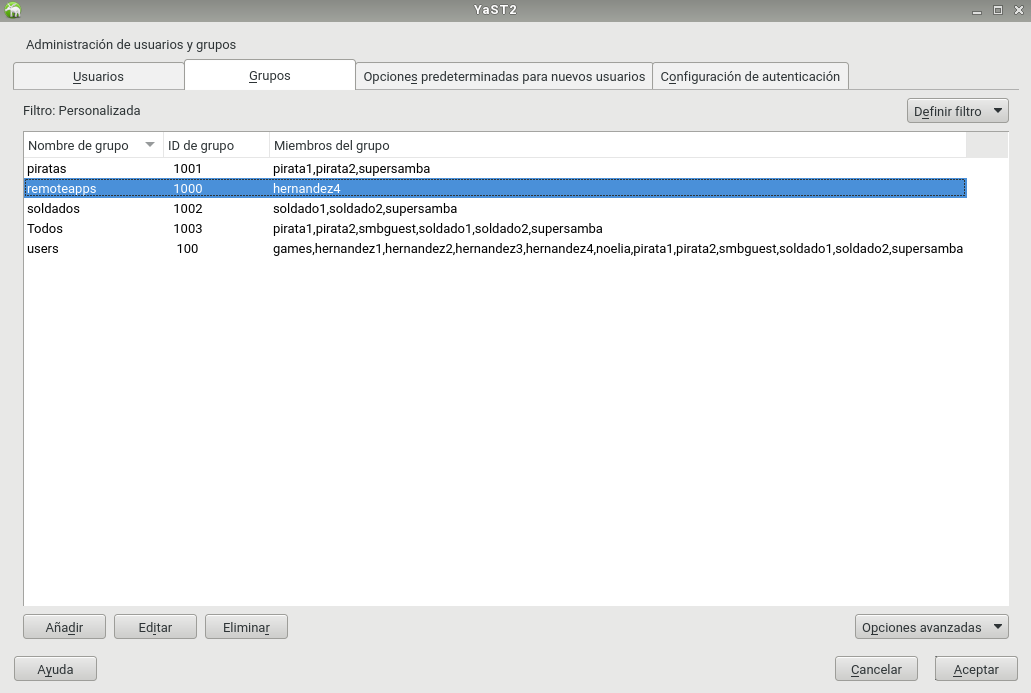 YaST2
Administración de usuarios y grupos
Usuarios Grupos Opciones predeterminadas para nuevos usuarios Configuración de autenticación
Filtro: Personalizada Definir filtro
Nombre de grupo ID de grupo Miembros del grupo
piratas 1001 pirata1,pirata2,supersamba
remoteapps 1000 hernandez4
soldados 1002 soldado1,soldado2,supersamba
Todos 1003 pirata1,pirata2,smbguest,soldado1,soldado2,supersamba
users 100 games,hernandez1,hernandez2,hernandez3,hernandez4,noelia,pirata1,pirata2,smbguest,soldado1,soldado2,supersamba
Añadir Editar Eliminar Opciones avanzadas
Ayuda Cancelar Aceptar